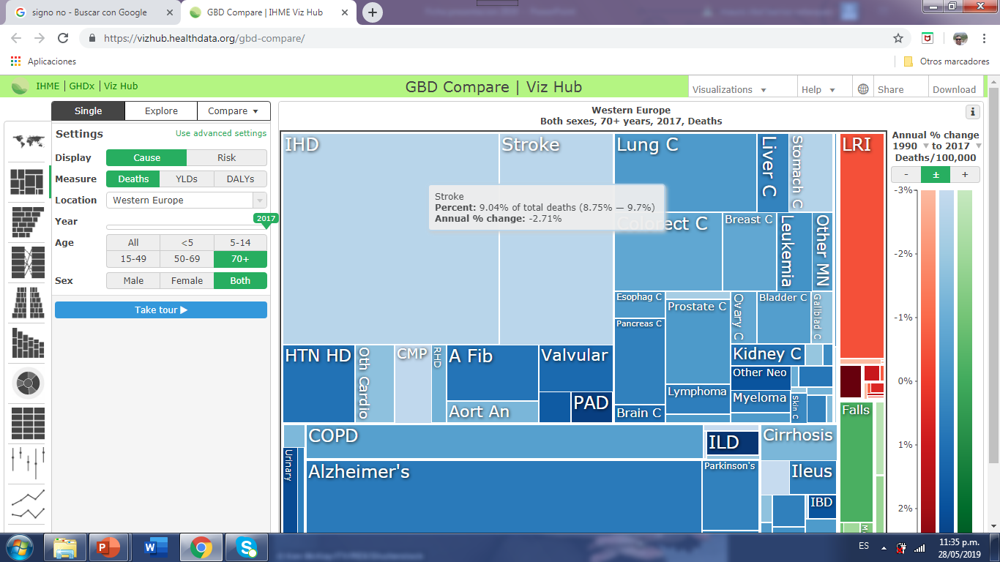 signo no - Buscar con Google
GBD Compare | IHME Viz Hub
https://vizhub.healthdata.org/gbd-compare/
Aplicaciones
Otros marcadores
IHME | GHDx | Viz Hub
GBD Compare | Viz Hub
Visualizations
Help
Share
Download
Single
Explore
Compare
Settings
Use advanced settings
Display
Cause
Risk
Measure
Deaths
YLDs
DALYs
Location
Western Europe
Year
2017
Age
All
<5
5-14
15-49
50-69
70+
Sex
Male
Female
Both
Take tour
Western Europe
Both sexes, 70+ years, 2017, Deaths
IHD
Stroke
Lung C
Liver C
Stomach C
LRI
Stroke
Percent: 9.04% of total deaths (8.75% — 9.7%)
Annual % change: -2.71%
Colorect C
Breast C
Leukemia
Other MN
Esophag C
Prostate C
Ovary C
Bladder C
Gallblad C
Pancreas C
HTN HD
Oth Cardio
CMP
RHD
A Fib
Valvular
Kidney C
Other Neo
Lymphoma
Myeloma
Skin C
Aort An
PAD
Brain C
Falls
COPD
ILD
Cirrhosis
Urinary
Alzheimer's
Parkinson's
Ileus
IBD
Annual % change
1990 to 2017
Deaths/100,000
-
±
+
-3%
-2%
-1%
0%
1%
2%
ES
11:35 p.m.
28/05/2019